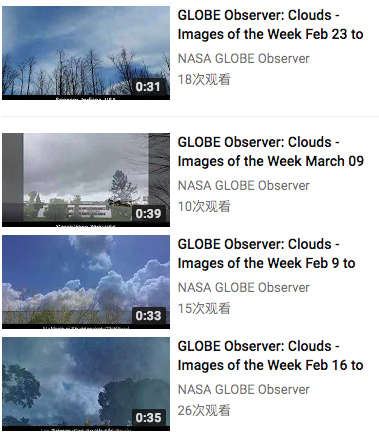 GLOBE Observer: Clouds -
Images of the Week Feb 23 to
NASA GLOBE Observer
18次观看
0:31
GLOBE Observer: Clouds -
Images of the Week March 09
NASA GLOBE Observer
10次观看
0:39
GLOBE Observer: Clouds -
Images of the Week Feb 9 to
NASA GLOBE Observer
15次观看
0:33
GLOBE Observer: Clouds -
Images of the Week Feb 16 to
NASA GLOBE Observer
26次观看
0:35